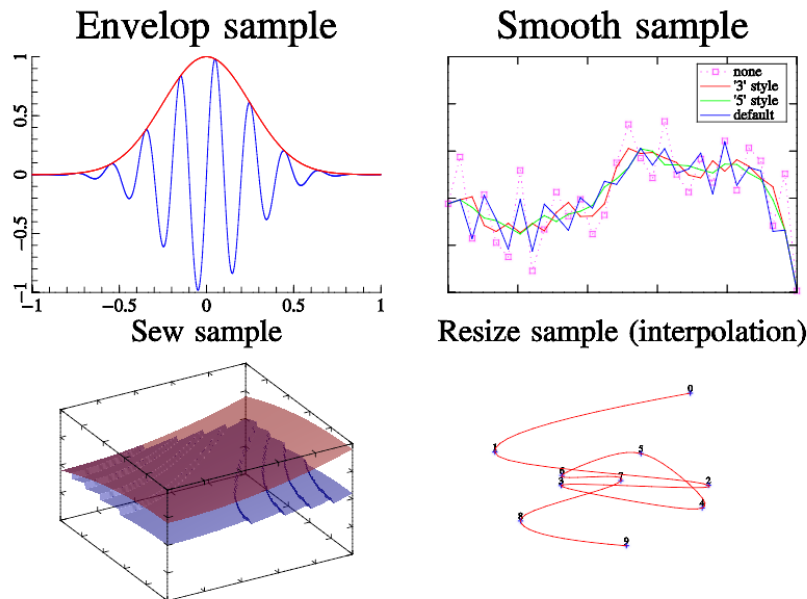 Envelop sample
1
0.5
0
−0.5
−1
−1
−0.5
0
0.5
1
Smooth sample
none
'3' style
'5' style
default
Sew sample
Resize sample (interpolation)
0
1
5
6
7
3
2
4
8
9